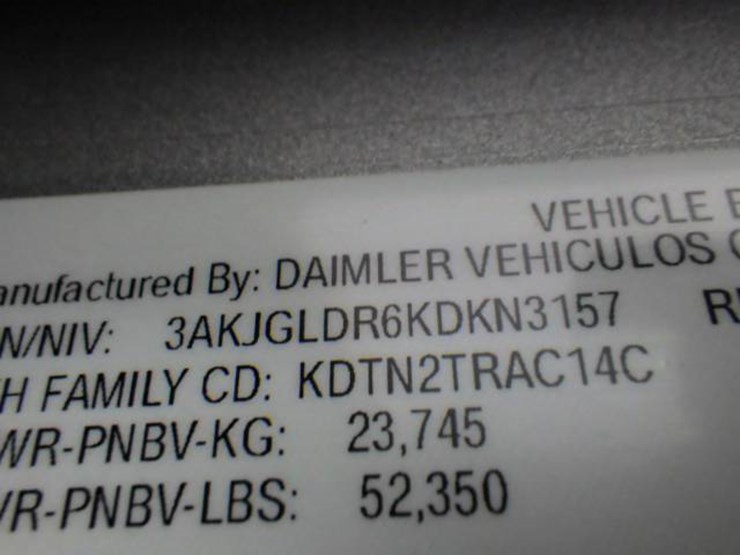 VEHICLE
anufactured By: DAIMLER VEHICULOS
N/NIV: 3AKJGLDR6KDKN3157
H FAMILY CD: KDTN2TRAC14C
WR-PNBV-KG: 23,745
VR-PNBV-LBS: 52,350